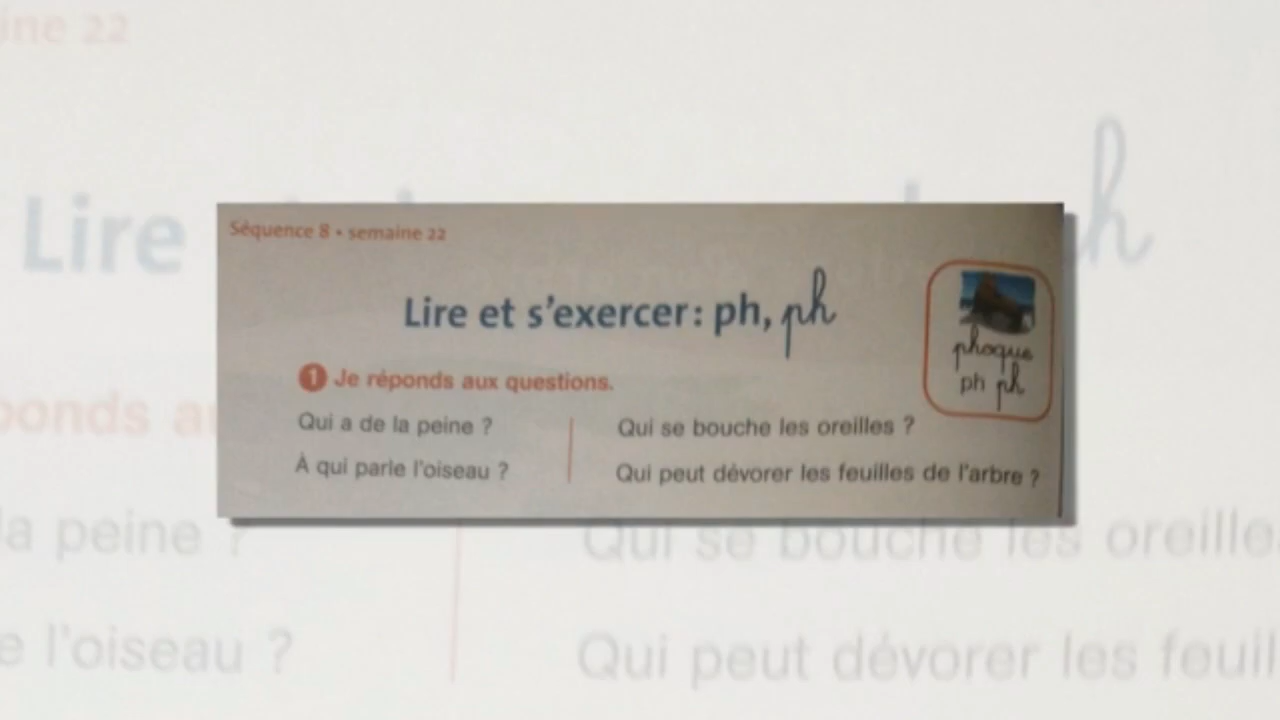 Séquence 8 • semaine 22
Lire et s'exercer : ph, ph
phoque
ph ph
1 Je réponds aux questions.
Qui a de la peine ?
À qui parle l'oiseau ?
Qui se bouche les oreilles ?
Qui peut dévorer les feuilles de l'arbre ?